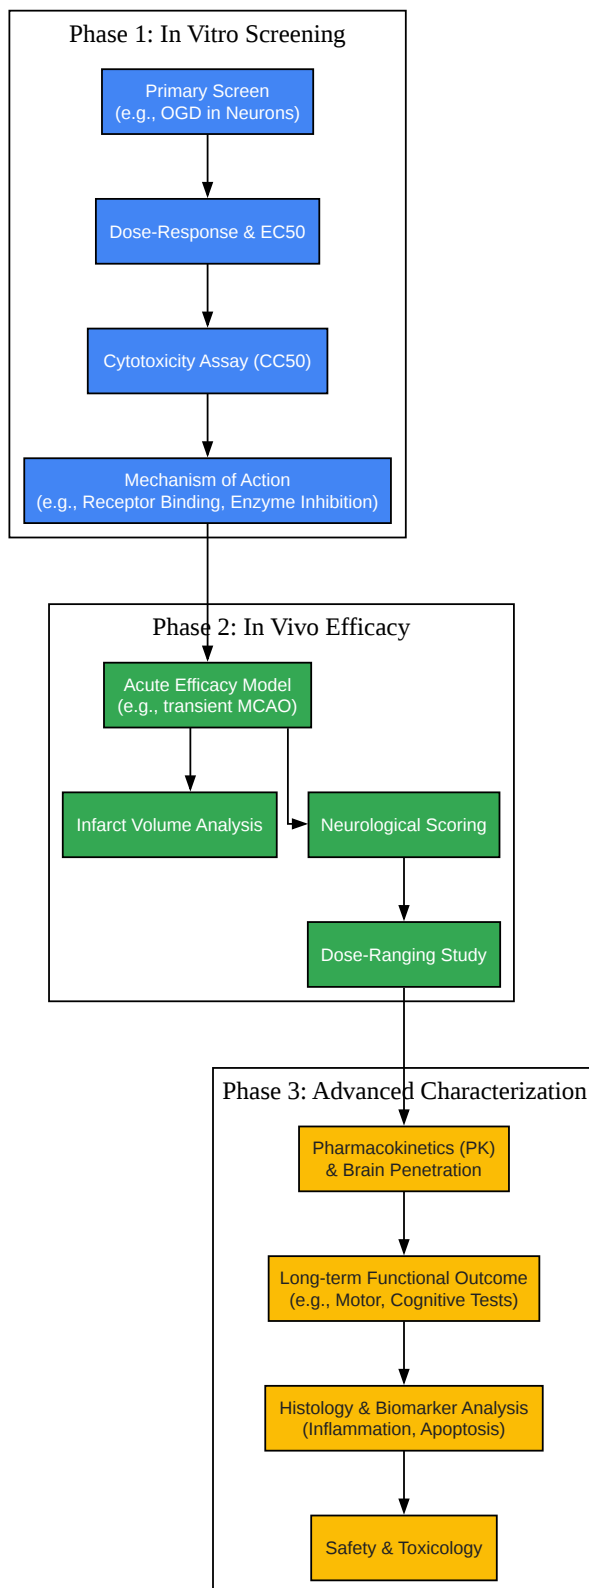 Phase 1: In Vitro Screening
Primary Screen
(e.g., OGD in Neurons)
Dose-Response & EC50
Cytotoxicity Assay (CC50)
Mechanism of Action
(e.g., Receptor Binding, Enzyme Inhibition)
Phase 2: In Vivo Efficacy
Acute Efficacy Model
(e.g., transient MCAO)
Infarct Volume Analysis
Neurological Scoring
Dose-Ranging Study
Phase 3: Advanced Characterization
Pharmacokinetics (PK)
& Brain Penetration
Long-term Functional Outcome
(e.g., Motor, Cognitive Tests)
Histology & Biomarker Analysis
(Inflammation, Apoptosis)
Safety & Toxicology